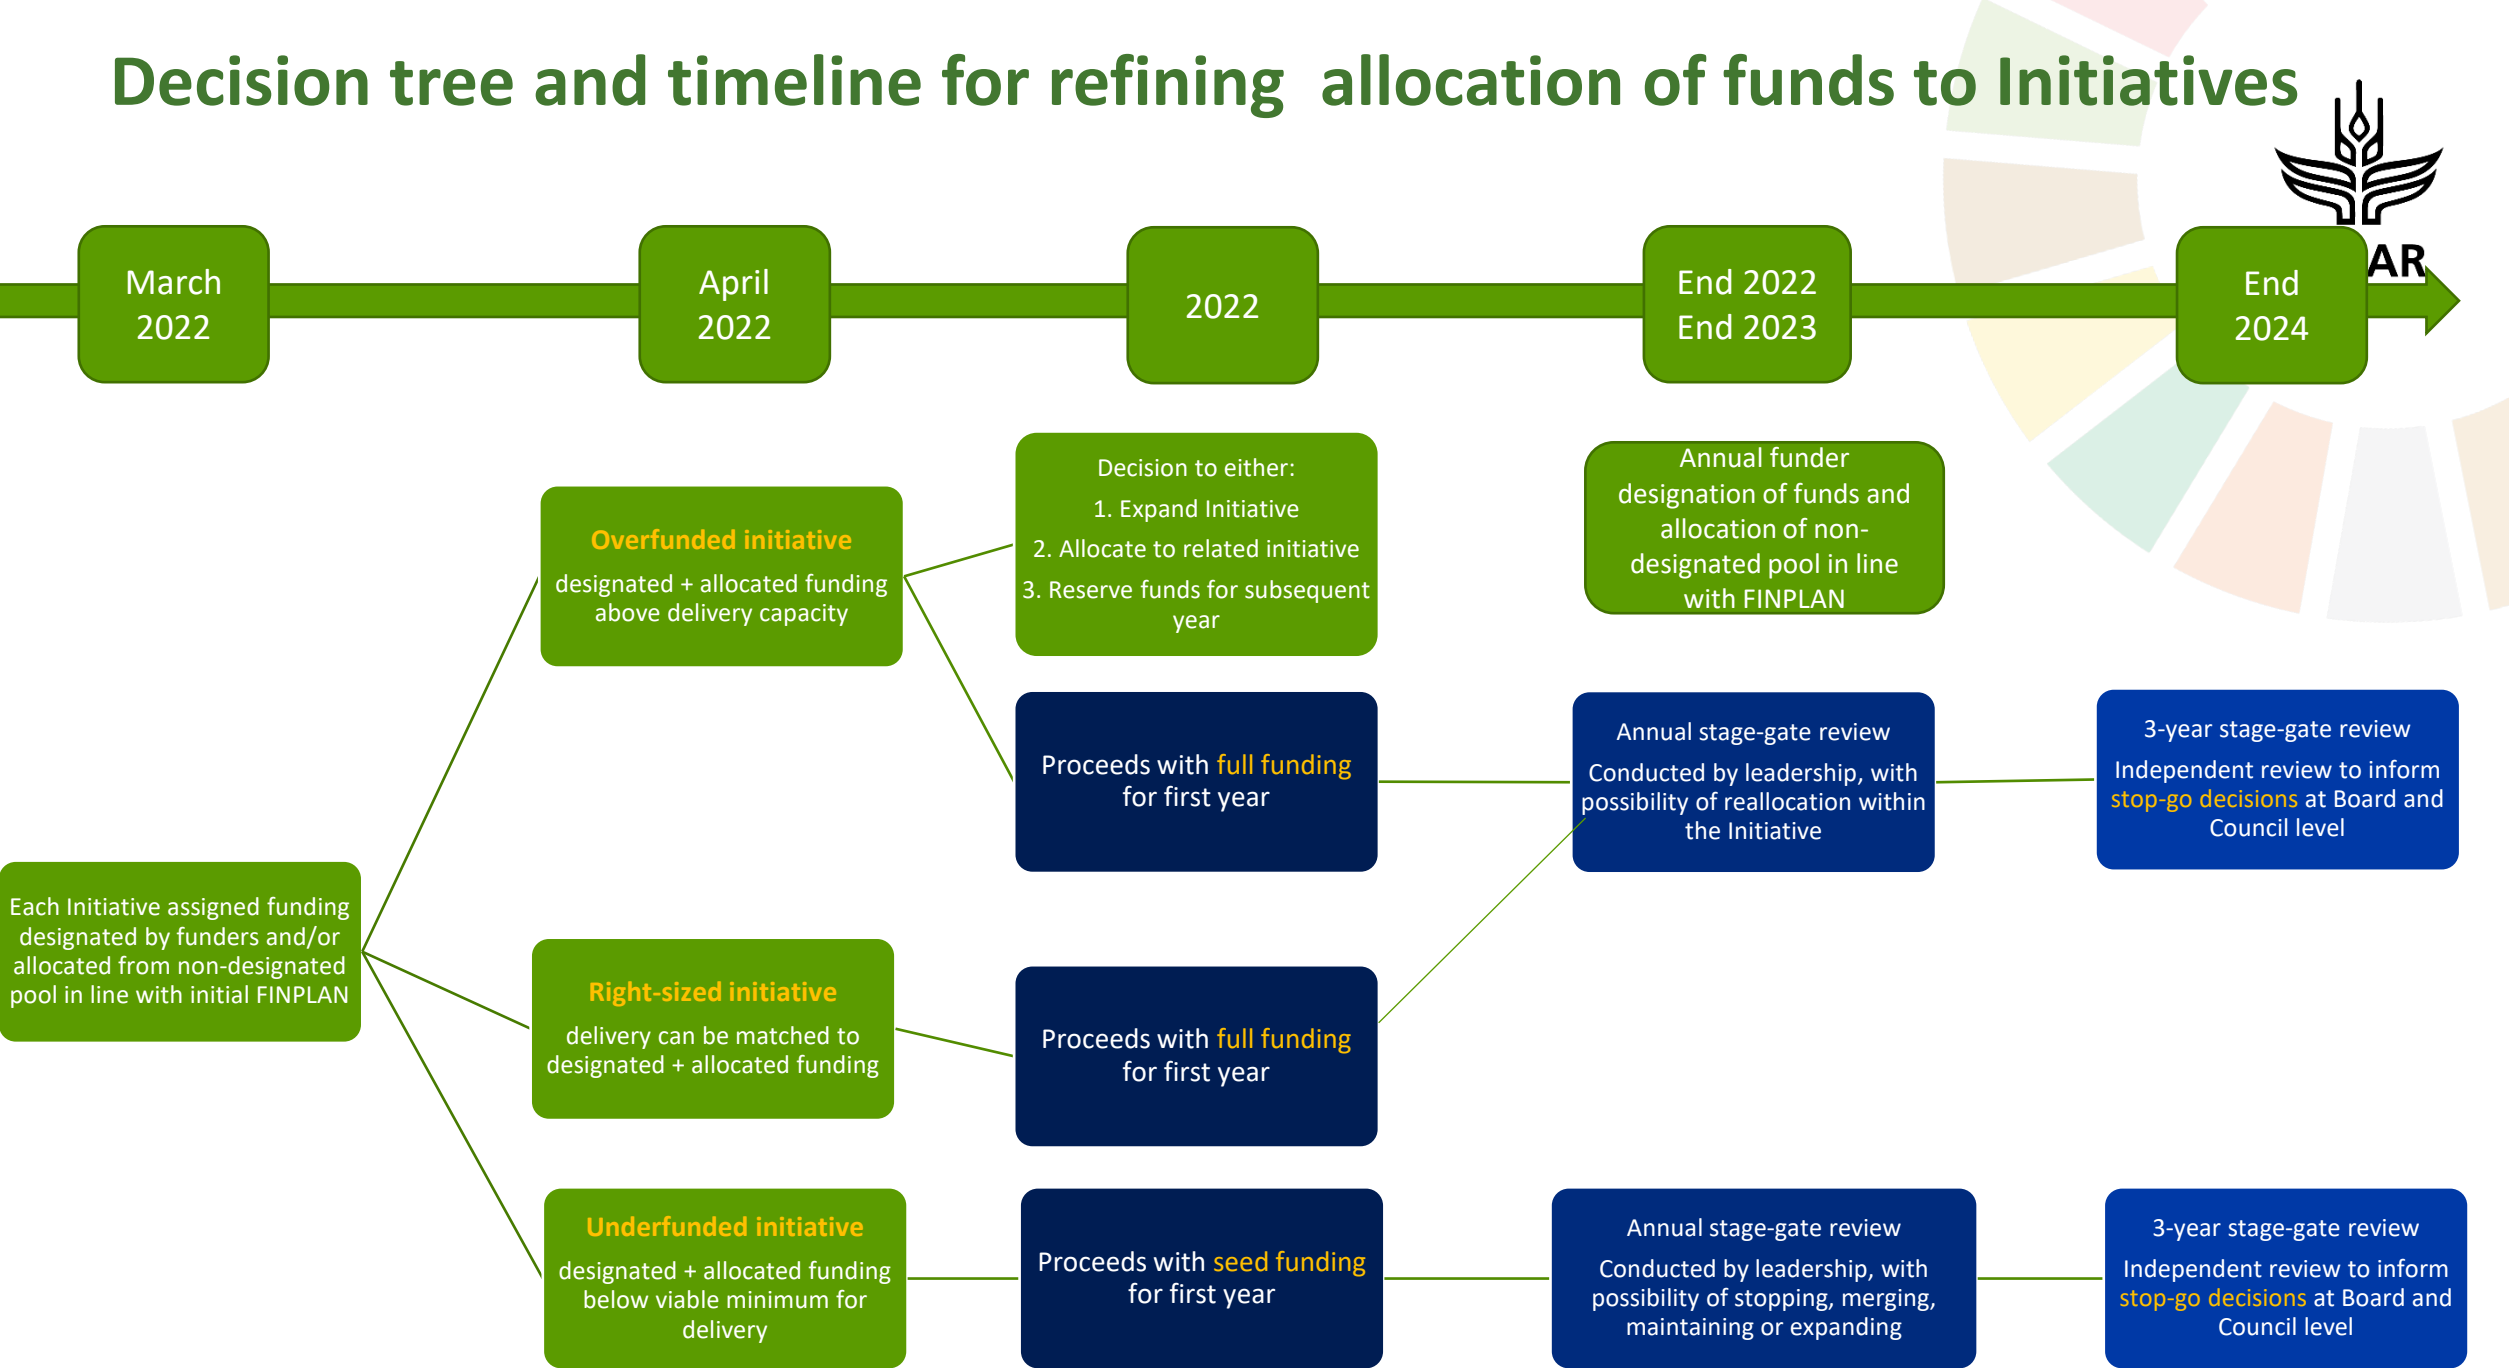 Decision tree and timeline for refining allocation of funds to Initiatives
AR
March
2022
April
2022
2022
End 2022
End 2023
End
2024
Each Initiative assigned funding
designated by funders and/or
allocated from non-designated
pool in line with initial FINPLAN
Overfunded initiative
designated + allocated funding
above delivery capacity
Decision to either:
1. Expand Initiative
2. Allocate to related initiative
3. Reserve funds for subsequent
year
Annual funder
designation of funds and
allocation of non-
designated pool in line
with FINPLAN
Proceeds with full funding
for first year
Annual stage-gate review
Conducted by leadership, with
possibility of reallocation within
the Initiative
3-year stage-gate review
Independent review to inform
stop-go decisions at Board and
Council level
Right-sized initiative
delivery can be matched to
designated + allocated funding
Proceeds with full funding
for first year
Underfunded initiative
designated + allocated funding
below viable minimum for
delivery
Proceeds with seed funding
for first year
Annual stage-gate review
Conducted by leadership, with
possibility of stopping, merging,
maintaining or expanding
3-year stage-gate review
Independent review to inform
stop-go decisions at Board and
Council level